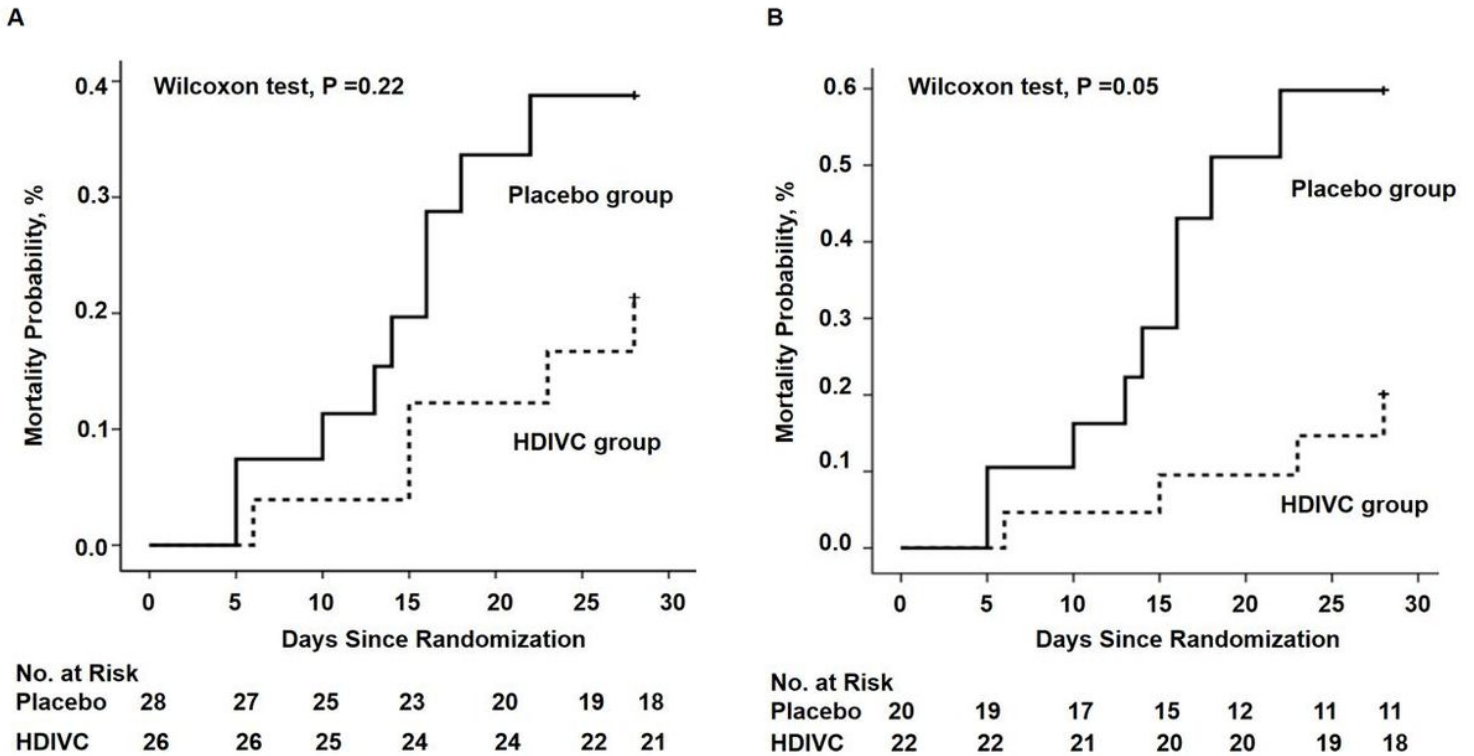 A
Wilcoxon test, P =0.22
0.4
0.3
0.2
0.1
0.0
Mortality Probability, %
Placebo group
HDIVC group
0 5 10 15 20 25 30
Days Since Randomization
No. at Risk
Placebo 28 27 25 23 20 19 18
HDIVC 26 26 25 24 24 22 21
B
Wilcoxon test, P =0.05
0.6
0.5
0.4
0.3
0.2
0.1
0.0
Mortality Probability, %
Placebo group
HDIVC group
0 5 10 15 20 25 30
Days Since Randomization
No. at Risk
Placebo 20 19 17 15 12 11 11
HDIVC 22 22 21 20 20 19 18